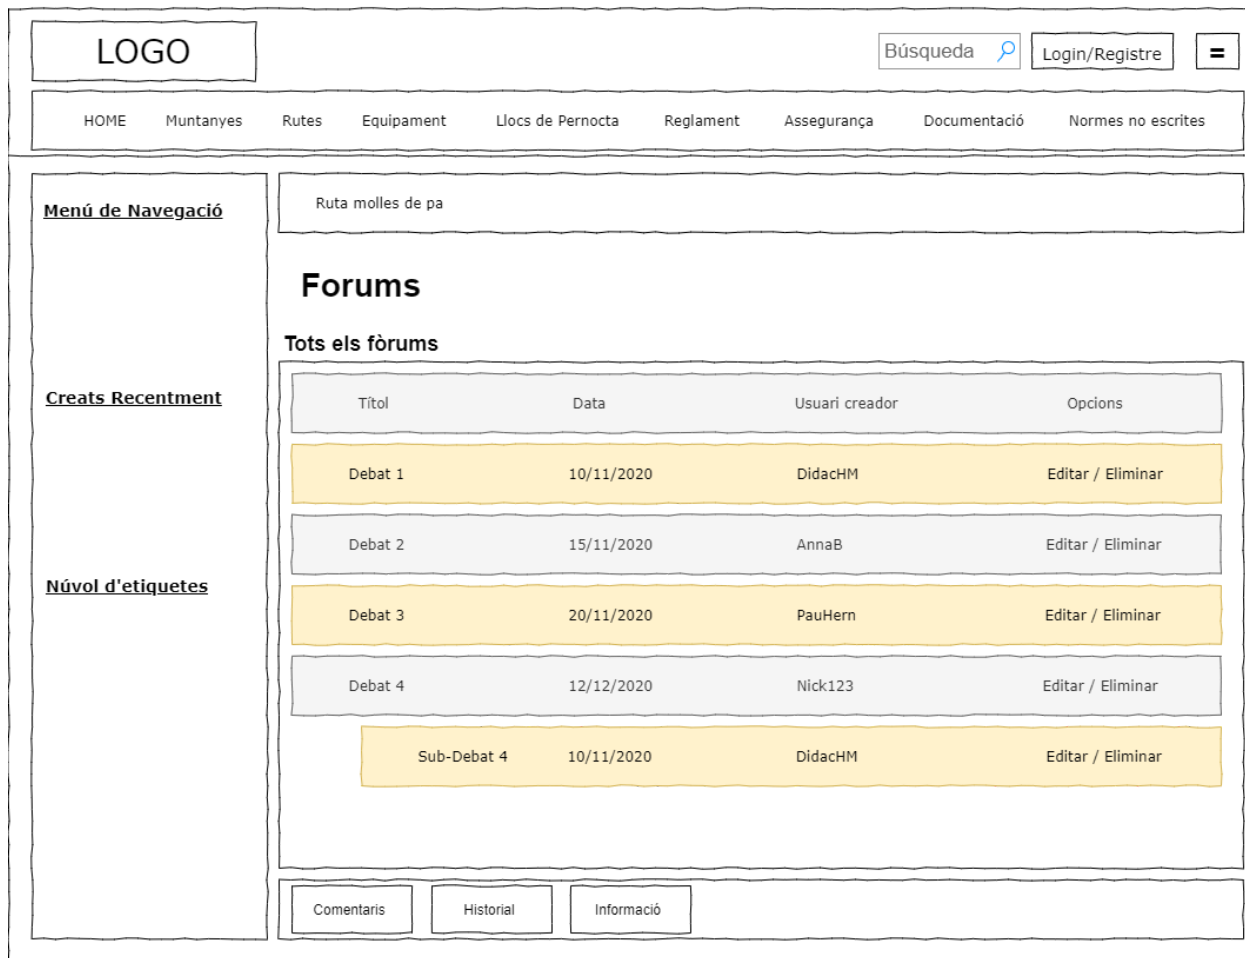 LOGO
Búsqueda
Login/Registre
=
HOME Muntanyes Rutes Equipament Llocs de Pernocta Reglament Assegurança Documentació Normes no escrites
Menú de Navegació
Creats Recentment
Núvol d'etiquetes
Ruta molles de pa
Forums
Tots els fòrums
Títol Data Usuari creador Opcions
Debat 1 10/11/2020 DidacHM Editar / Eliminar
Debat 2 15/11/2020 AnnaB Editar / Eliminar
Debat 3 20/11/2020 PauHern Editar / Eliminar
Debat 4 12/12/2020 Nick123 Editar / Eliminar
Sub-Debat 4 10/11/2020 DidacHM Editar / Eliminar
Comentaris Historial Informació